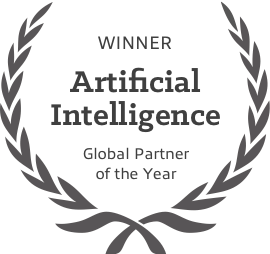 WINNER
Artificial
Intelligence
Global Partner
of the Year